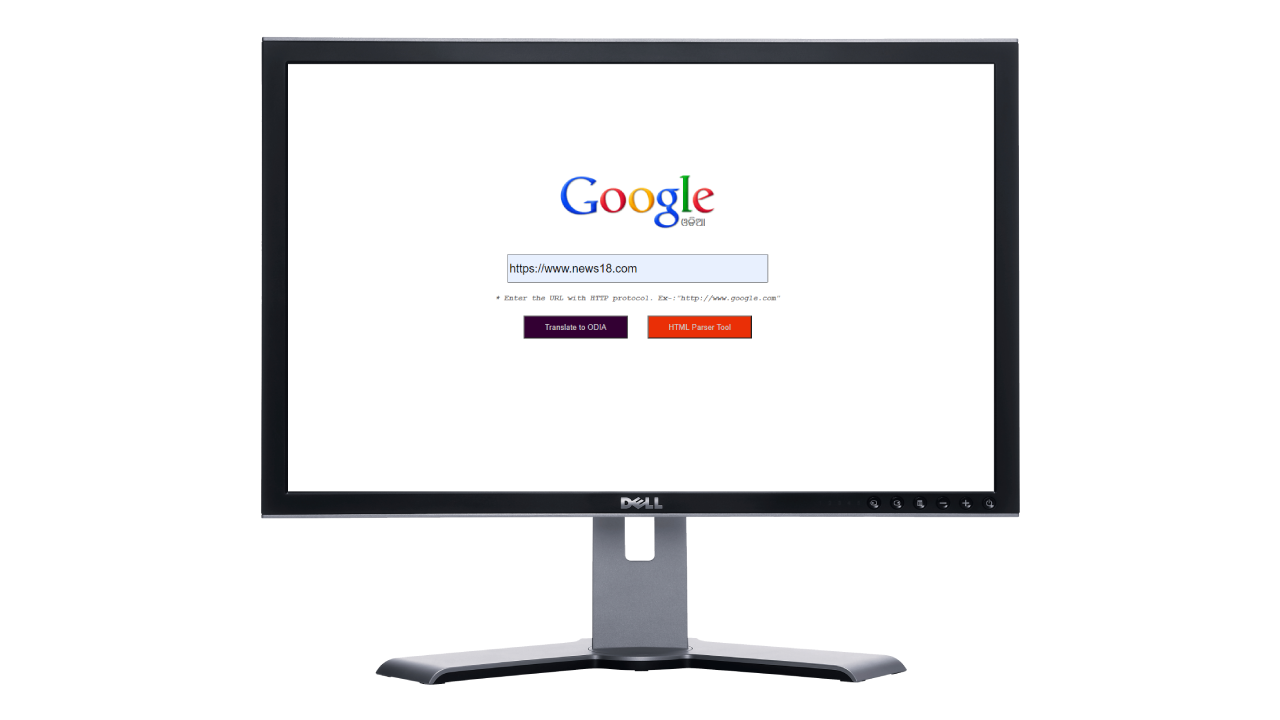 Google
ଓଡ଼ିଆ
https://www.news18.com
* Enter the URL with HTTP protocol. Ex-:"http://www.google.com"
Translate to ODIA HTML Parser Tool
DELL